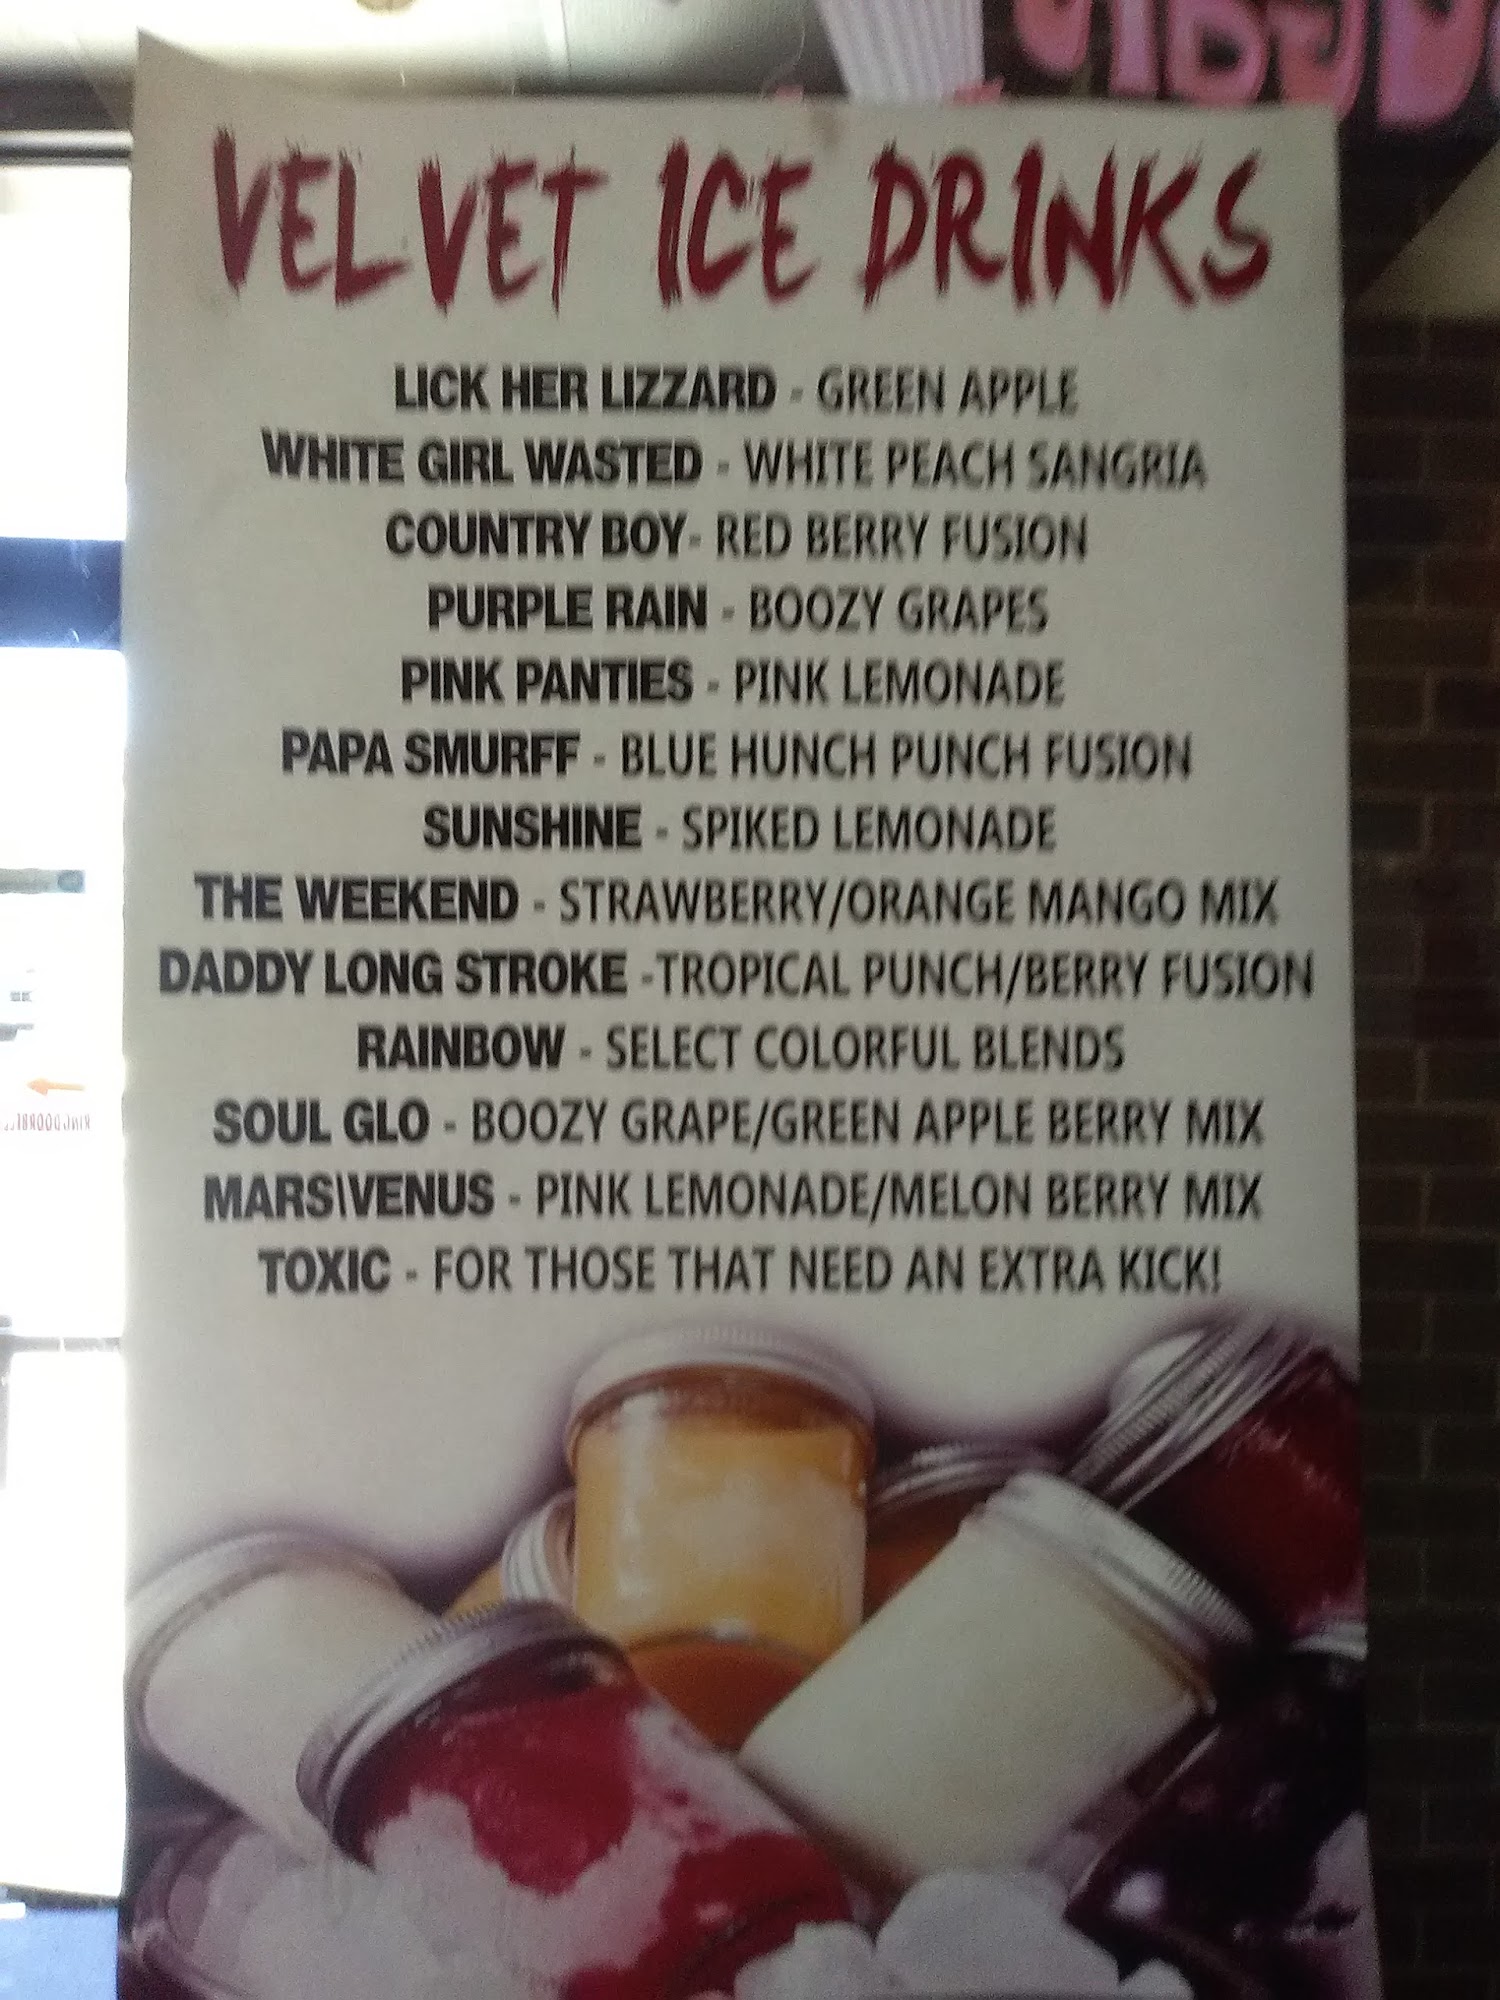 VELVET ICE DRINKS
LICK HER LIZZARD - GREEN APPLE
WHITE GIRL WASTED - WHITE PEACH SANGRIA
COUNTRY BOY- RED BERRY FUSION
PURPLE RAIN - BOOZY GRAPES
PINK PANTIES - PINK LEMONADE
PAPA SMURFF - BLUE HUNCH PUNCH FUSION
SUNSHINE - SPIKED LEMONADE
THE WEEKEND - STRAWBERRY/ORANGE MANGO MIX
DADDY LONG STROKE -TROPICAL PUNCH/BERRY FUSION
RAINBOW - SELECT COLORFUL BLENDS
SOUL GLO - BOOZY GRAPE/GREEN APPLE BERRY MIX
MARS\VENUS - PINK LEMONADE/MELON BERRY MIX
TOXIC - FOR THOSE THAT NEED AN EXTRA KICK!